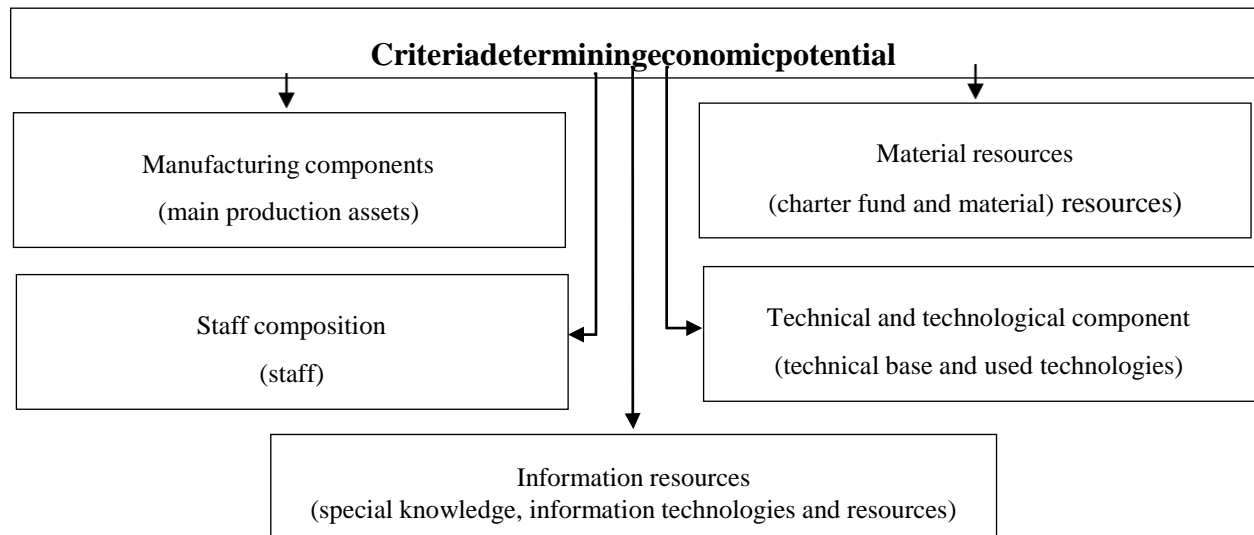 Criteriadeterminingeconomicpotential
Manufacturing components
(main production assets)
Material resources
(charter fund and material) resources)
Staff composition
(staff)
Technical and technological component
(technical base and used technologies)
Information resources
(special knowledge, information technologies and resources)